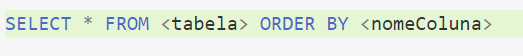 SELECT * FROM <tabela> ORDER BY <nomeColuna>